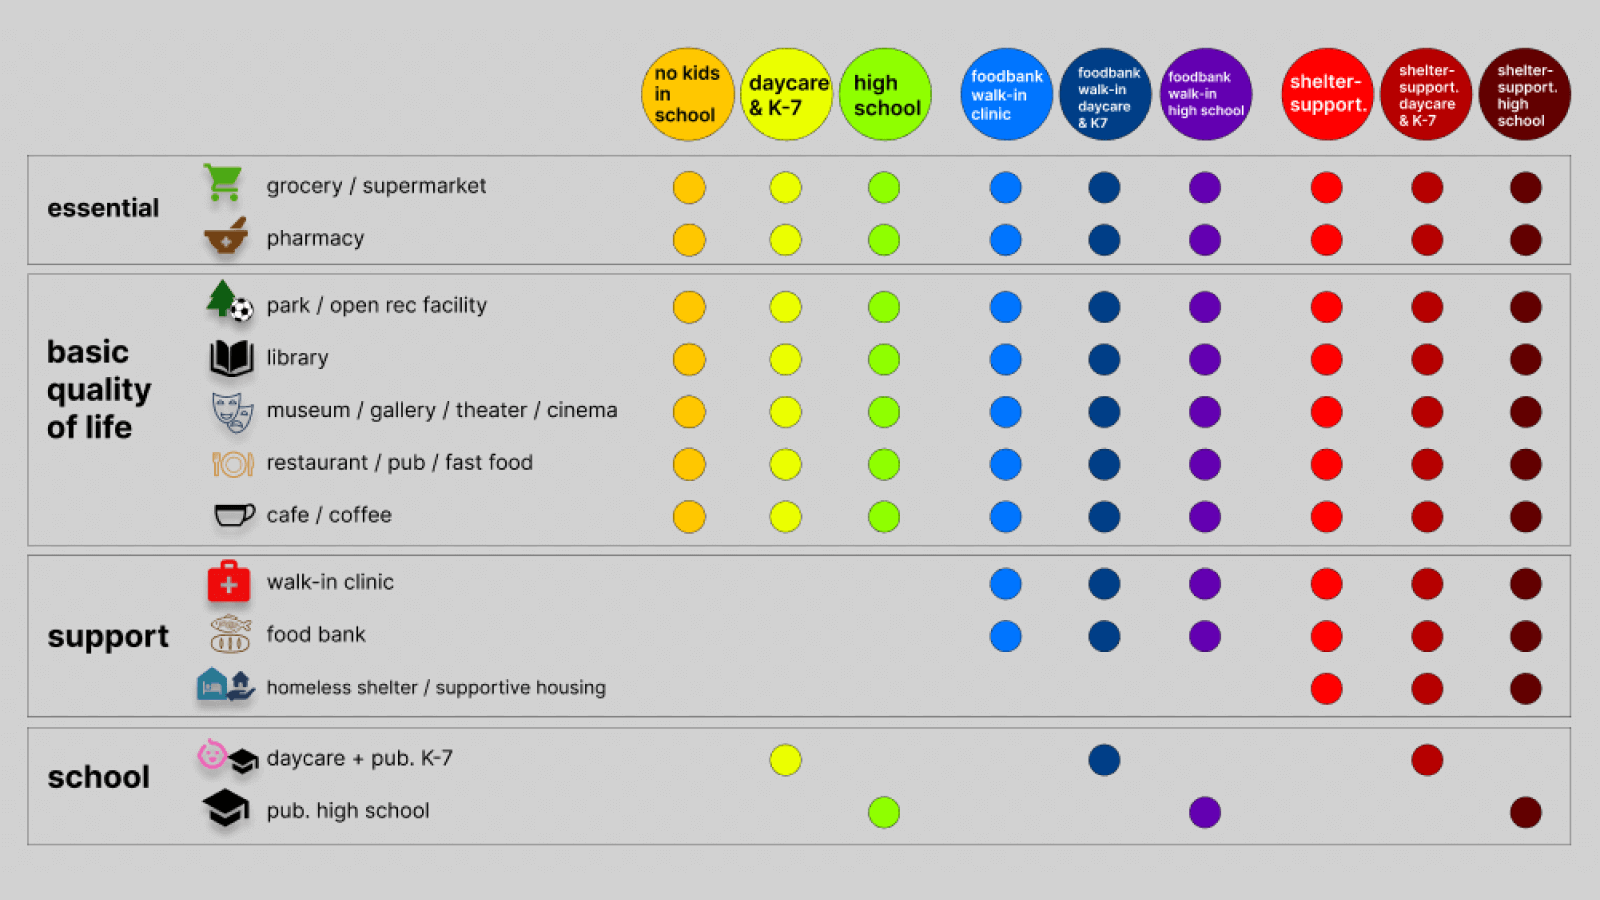 no kids
in
school
daycare
& K-7
high
school
foodbank
walk-in
clinic
foodbank
walk-in
daycare
& K7
foodbank
walk-in
high school
shelter-
support.
shelter-
support.
daycare
& K-7
shelter-
support.
high
school
essential
grocery / supermarket
pharmacy
basic
quality
of life
park / open rec facility
library
museum / gallery / theater / cinema
restaurant / pub / fast food
cafe / coffee
support
walk-in clinic
food bank
homeless shelter / supportive housing
school
daycare + pub. K-7
pub. high school